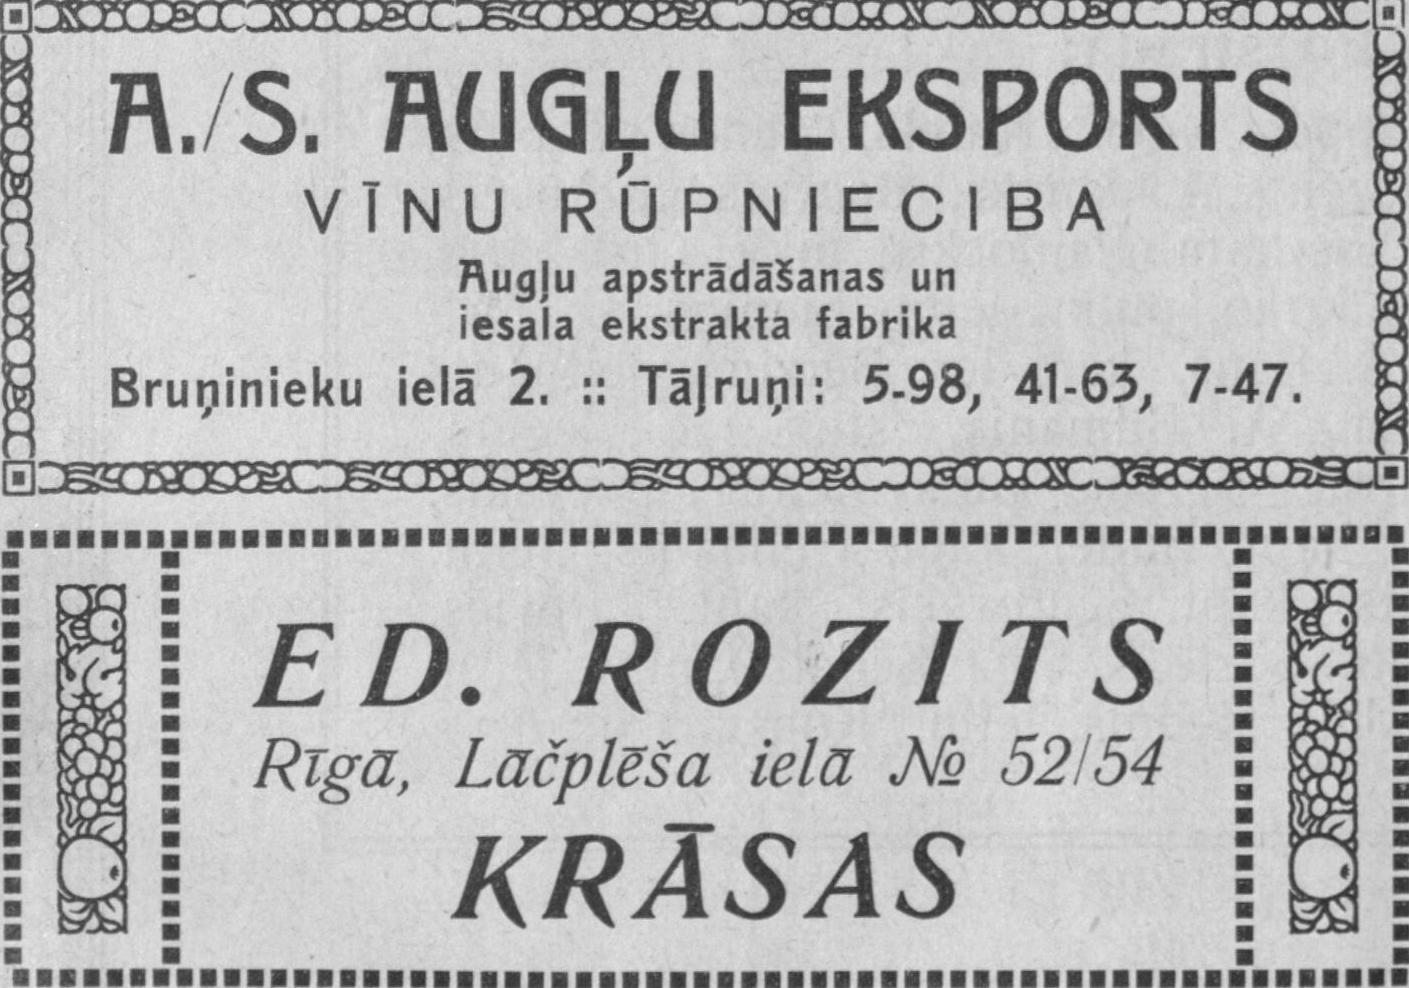 A./S. AUGĻU EKSPORTS
VĪNU RŪPNIECIBA
Augļu apstrādāšanas un
iesala ekstrakta fabrika
Bruņinieku ielā 2. :: Tāļruņi: 5-98, 41-63, 7-47.
ED. ROZITS
Rīgā, Lāčplēša ielā № 52/54
KRĀSAS